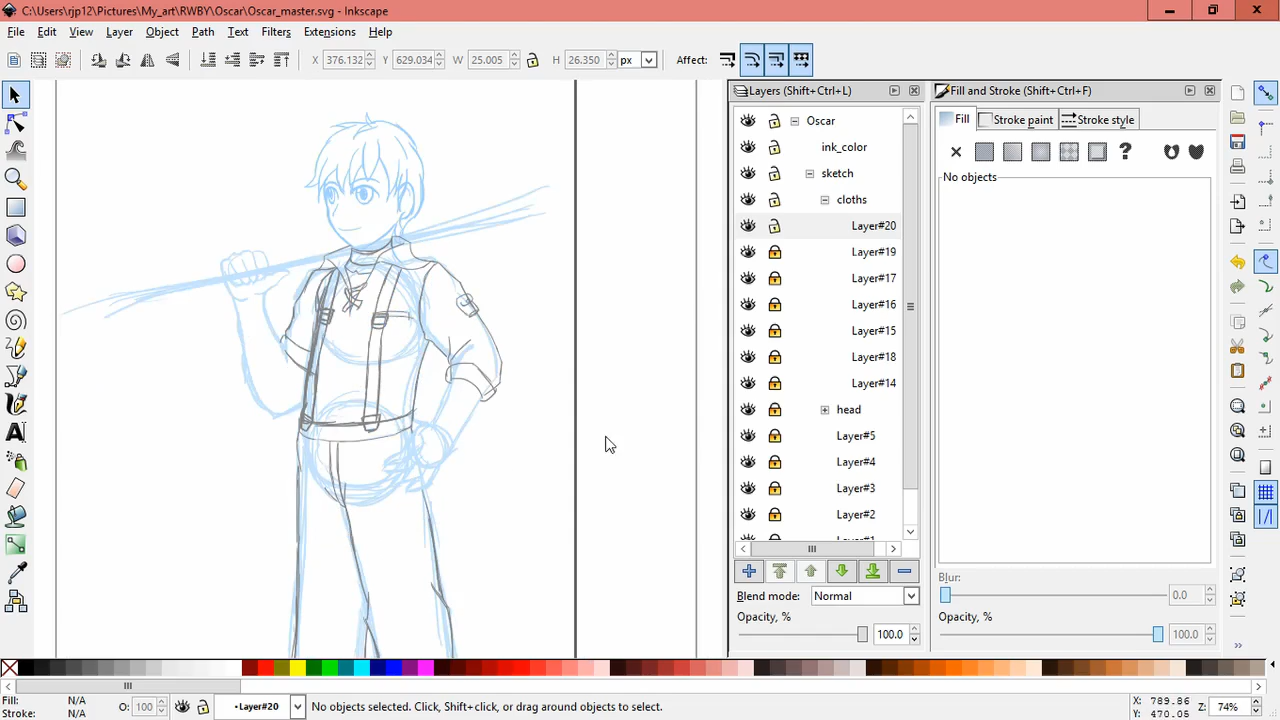 C:\Users\rjp12\Pictures\My_art\RWBY\Oscar\Oscar_master.svg - Inkscape
File Edit View Layer Object Path Filters Text Extensions Help
X 376.132 Y 629.034 W 25.005 H 26.350 px Affect:
Layers (Shift+Ctrl+L)
Oscar
ink_color
sketch
cloths
Layer#20
Layer#19
Layer#17
Layer#16
Layer#15
Layer#18
Layer#14
head
Layer#5
Layer#4
Layer#3
Layer#2
Blend mode: Normal
Opacity, %
100.0
Fill and Stroke (Shift+Ctrl+F)
Fill Stroke paint Stroke style
?
No objects
Blur:
0.0
Opacity, %
100.0
Fill: N/A
Stroke: N/A
O: 100
•Layer#20
No objects selected. Click, Shift+click, or drag around objects to select.
X: 789.86
Y: 470.05
Z: 74%